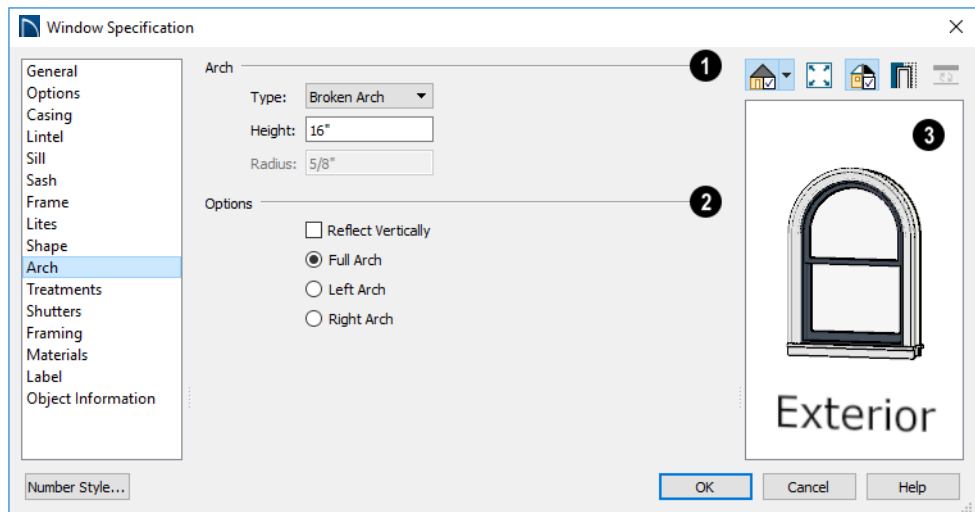 Window Specification
General
Options
Casing
Lintel
Sill
Sash
Frame
Lites
Shape
Arch
Treatments
Shutters
Framing
Materials
Label
Object Information
Arch
1
Type: Broken Arch
Height: 16"
Radius: 5/8"
Options
2
Reflect Vertically
Full Arch
Left Arch
Right Arch
3
Exterior
Number Style...
OK
Cancel
Help